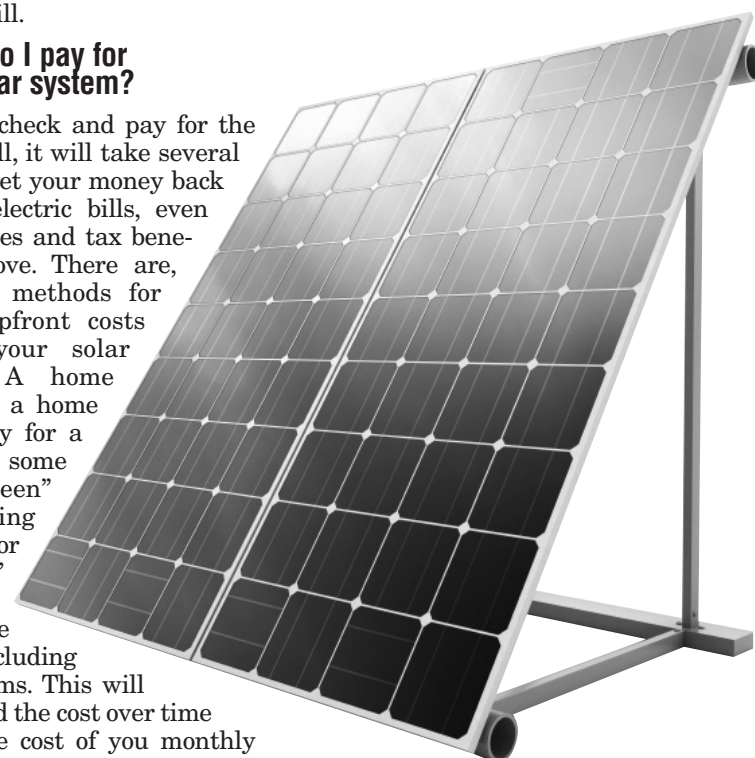 ill.
o I pay for
ar system?
check and pay for the
ll, it will take several
et your money back
electric bills, even
es and tax bene-
ove. There are,
methods for
pfront costs
your solar
A home
a home
y for a
some
een”
ing
or
”
e
cluding
ms. This will
d the cost over time
e cost of you monthly